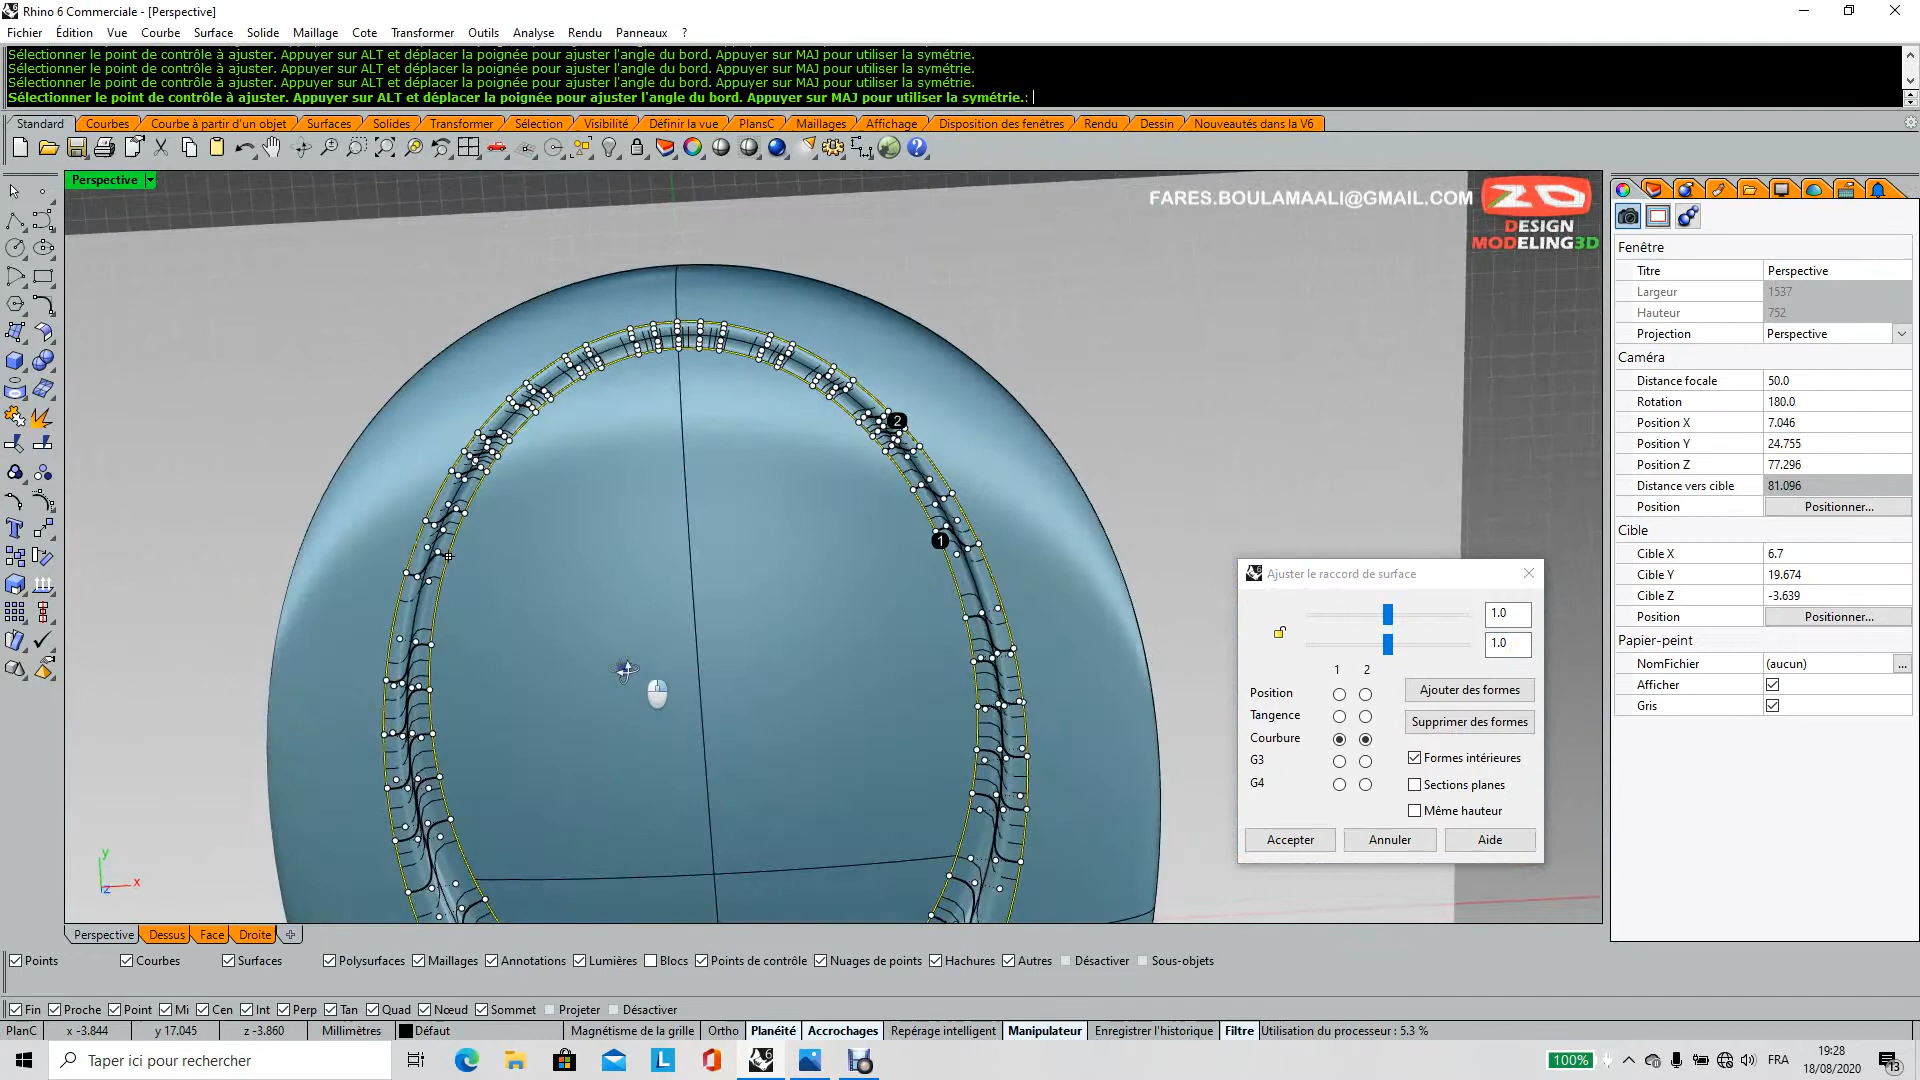 Rhino 6 Commerciale - [Perspective]
Fichier Édition Vue Courbe Surface Solide Maillage Cote Transformer Outils Analyse Rendu Panneaux ?
Sélectionner le point de contrôle à ajuster. Appuyer sur ALT et déplacer la poignée pour ajuster l'angle du bord. Appuyer sur MAJ pour utiliser la symétrie.
Sélectionner le point de contrôle à ajuster. Appuyer sur ALT et déplacer la poignée pour ajuster l'angle du bord. Appuyer sur MAJ pour utiliser la symétrie.
Sélectionner le point de contrôle à ajuster. Appuyer sur ALT et déplacer la poignée pour ajuster l'angle du bord. Appuyer sur MAJ pour utiliser la symétrie.
Sélectionner le point de contrôle à ajuster. Appuyer sur ALT et déplacer la poignée pour ajuster l'angle du bord. Appuyer sur MAJ pour utiliser la symétrie.:
Standard Courbes Courbe à partir d'un objet Surfaces Solides Transformer Sélection Visibilité Définir la vue PlansC Maillages Affichage Disposition des fenêtres Rendu Dessin Nouveautés dans la V6
Perspective
FARES.BOULAMAALI@GMAIL.COM
DESIGN
MODELING3D
2
1
Ajuster le raccord de surface
1.0
1.0
1 2
Position
Tangence
Courbure
G3
G4
Ajouter des formes
Supprimer des formes
Formes intérieures
Sections planes
Même hauteur
Accepter Annuler Aide
y
z x
Fenêtre
Titre Perspective
Largeur 1537
Hauteur 752
Projection Perspective
Caméra
Distance focale 50.0
Rotation 180.0
Position X 7.046
Position Y 24.755
Position Z 77.296
Distance vers cible 81.096
Position Positionner...
Cible
Cible X 6.7
Cible Y 19.674
Cible Z -3.639
Position Positionner...
Papier-peint
NomFichier (aucun) ...
Afficher
Gris
Perspective Dessus Face Droite
Points Courbes Surfaces Polysurfaces Maillages Annotations Lumières Blocs Points de contrôle Nuages de points Hachures Autres Désactiver Sous-objets
Fin Proche Point Mi Cen Int Perp Tan Quad Nœud Sommet Projeter Désactiver
PlanC x -3.844 y 17.045 z -3.860 Millimètres Défaut Magnétisme de la grille Ortho Planéité Accrochages Repérage intelligent Manipulateur Enregistrer l'historique Filtre Utilisation du processeur : 5.3 %
Taper ici pour rechercher
100% FRA
19:28
18/08/2020
13